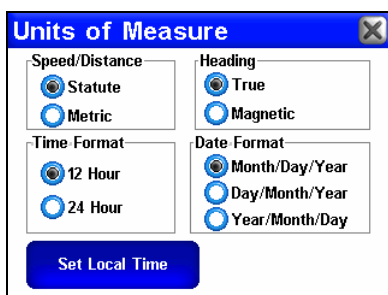 Units of Measure
Speed/Distance
Statute
Metric
Heading
True
Magnetic
Time Format
12 Hour
24 Hour
Date Format
Month/Day/Year
Day/Month/Year
Year/Month/Day
Set Local Time